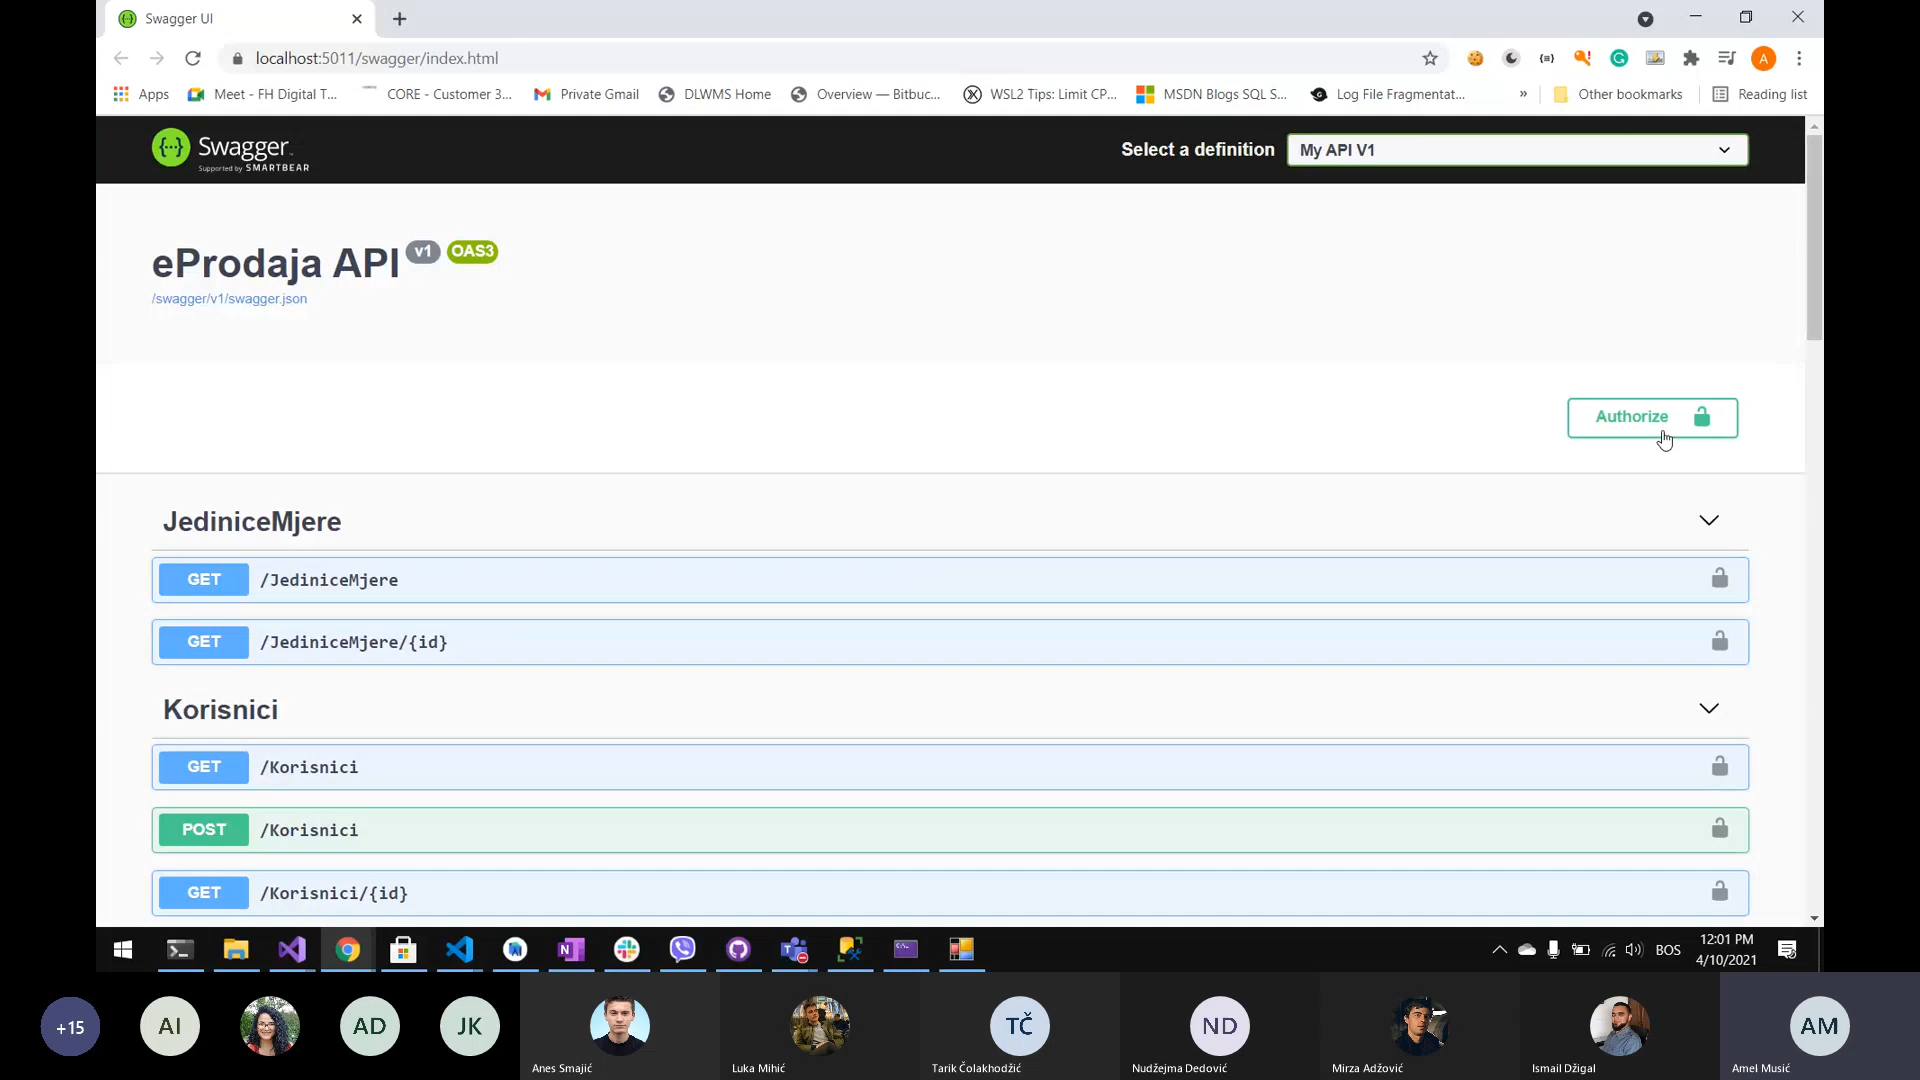 Swagger UI
localhost:5011/swagger/index.html
A
Apps
Meet - FH Digital T...
CORE - Customer 3...
Private Gmail
DLWMS Home
Overview — Bitbuc...
WSL2 Tips: Limit CP...
MSDN Blogs SQL S...
Log File Fragmentat...
»
Other bookmarks
Reading list
Swagger
Supported by SMARTBEAR
Select a definition
My API V1
eProdaja API v1 OAS3
/swagger/v1/swagger.json
Authorize
JediniceMjere
GET /JediniceMjere
GET /JediniceMjere/{id}
Korisnici
GET /Korisnici
POST /Korisnici
GET /Korisnici/{id}
BOS
12:01 PM
4/10/2021
+15
AI
AD
JK
TČ
ND
AM
Anes Smajić
Luka Mihić
Tarik Čolakhodžić
Nudžejma Dedović
Mirza Adžović
Ismail Džigal
Amel Musić